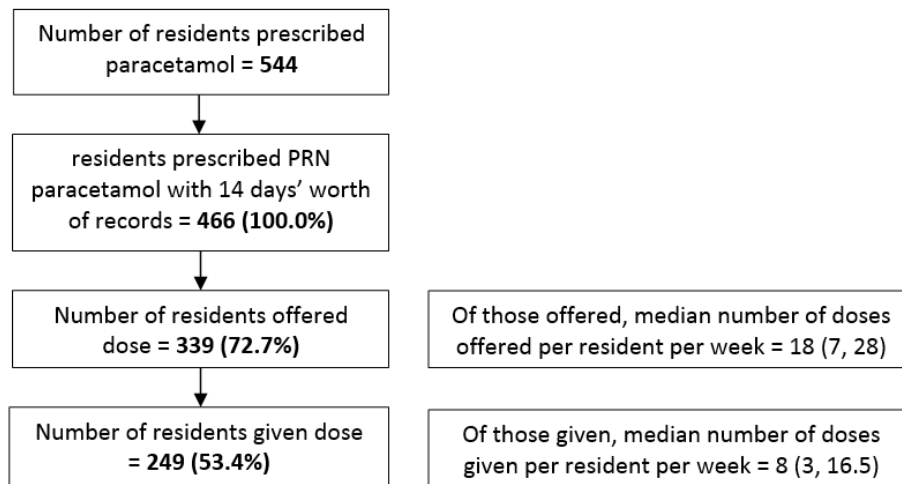 Number of residents prescribed
paracetamol = 544
residents prescribed PRN
paracetamol with 14 days’ worth
of records = 466 (100.0%)
Number of residents offered
dose = 339 (72.7%)
Of those offered, median number of doses
offered per resident per week = 18 (7, 28)
Number of residents given dose
= 249 (53.4%)
Of those given, median number of doses
given per resident per week = 8 (3, 16.5)